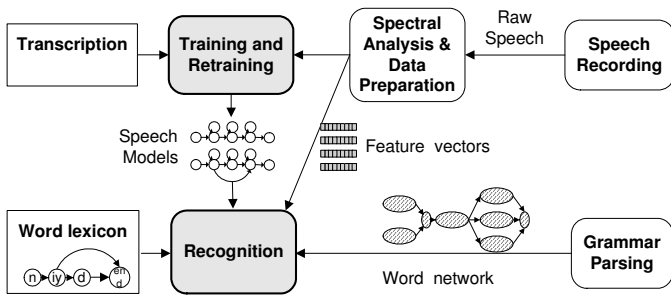 Transcription
Training and
Retraining
Spectral
Analysis &
Data
Preparation
Raw
Speech
Speech
Recording
Speech
Models
Feature vectors
Word lexicon
n iy d en
d
Recognition
Word network
Grammar
Parsing